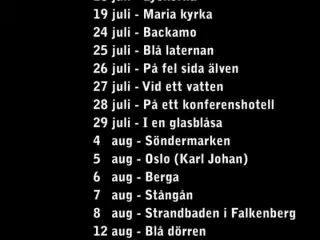 19 juli - Maria kyrka
24 juli - Backamo
25 juli - Blå laternan
26 juli - På fel sida älven
27 juli - Vid ett vatten
28 juli - På ett konferenshotell
29 juli - I en glasblåsa
4 aug - Söndermarken
5 aug - Oslo (Karl Johan)
6 aug - Berga
7 aug - Stångån
8 aug - Strandbaden i Falkenberg
12 aug - Blå dörren